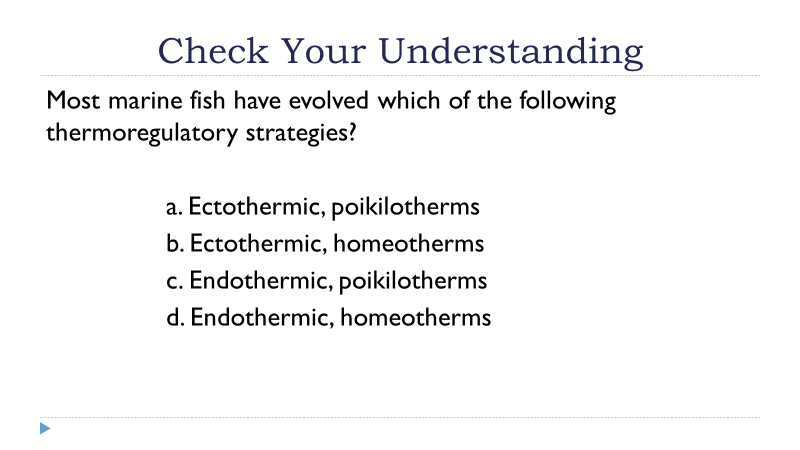 Check Your Understanding
Most marine fish have evolved which of the following
thermoregulatory strategies?
a. Ectothermic, poikilotherms
b. Ectothermic, homeotherms
c. Endothermic, poikilotherms
d. Endothermic, homeotherms